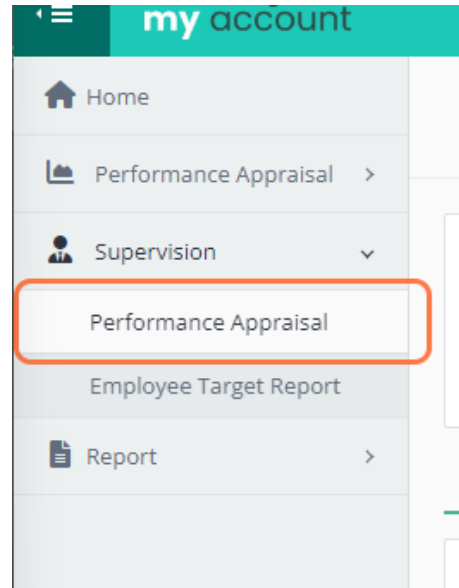 my account
Home
Performance Appraisal
Supervision
Performance Appraisal
Employee Target Report
Report